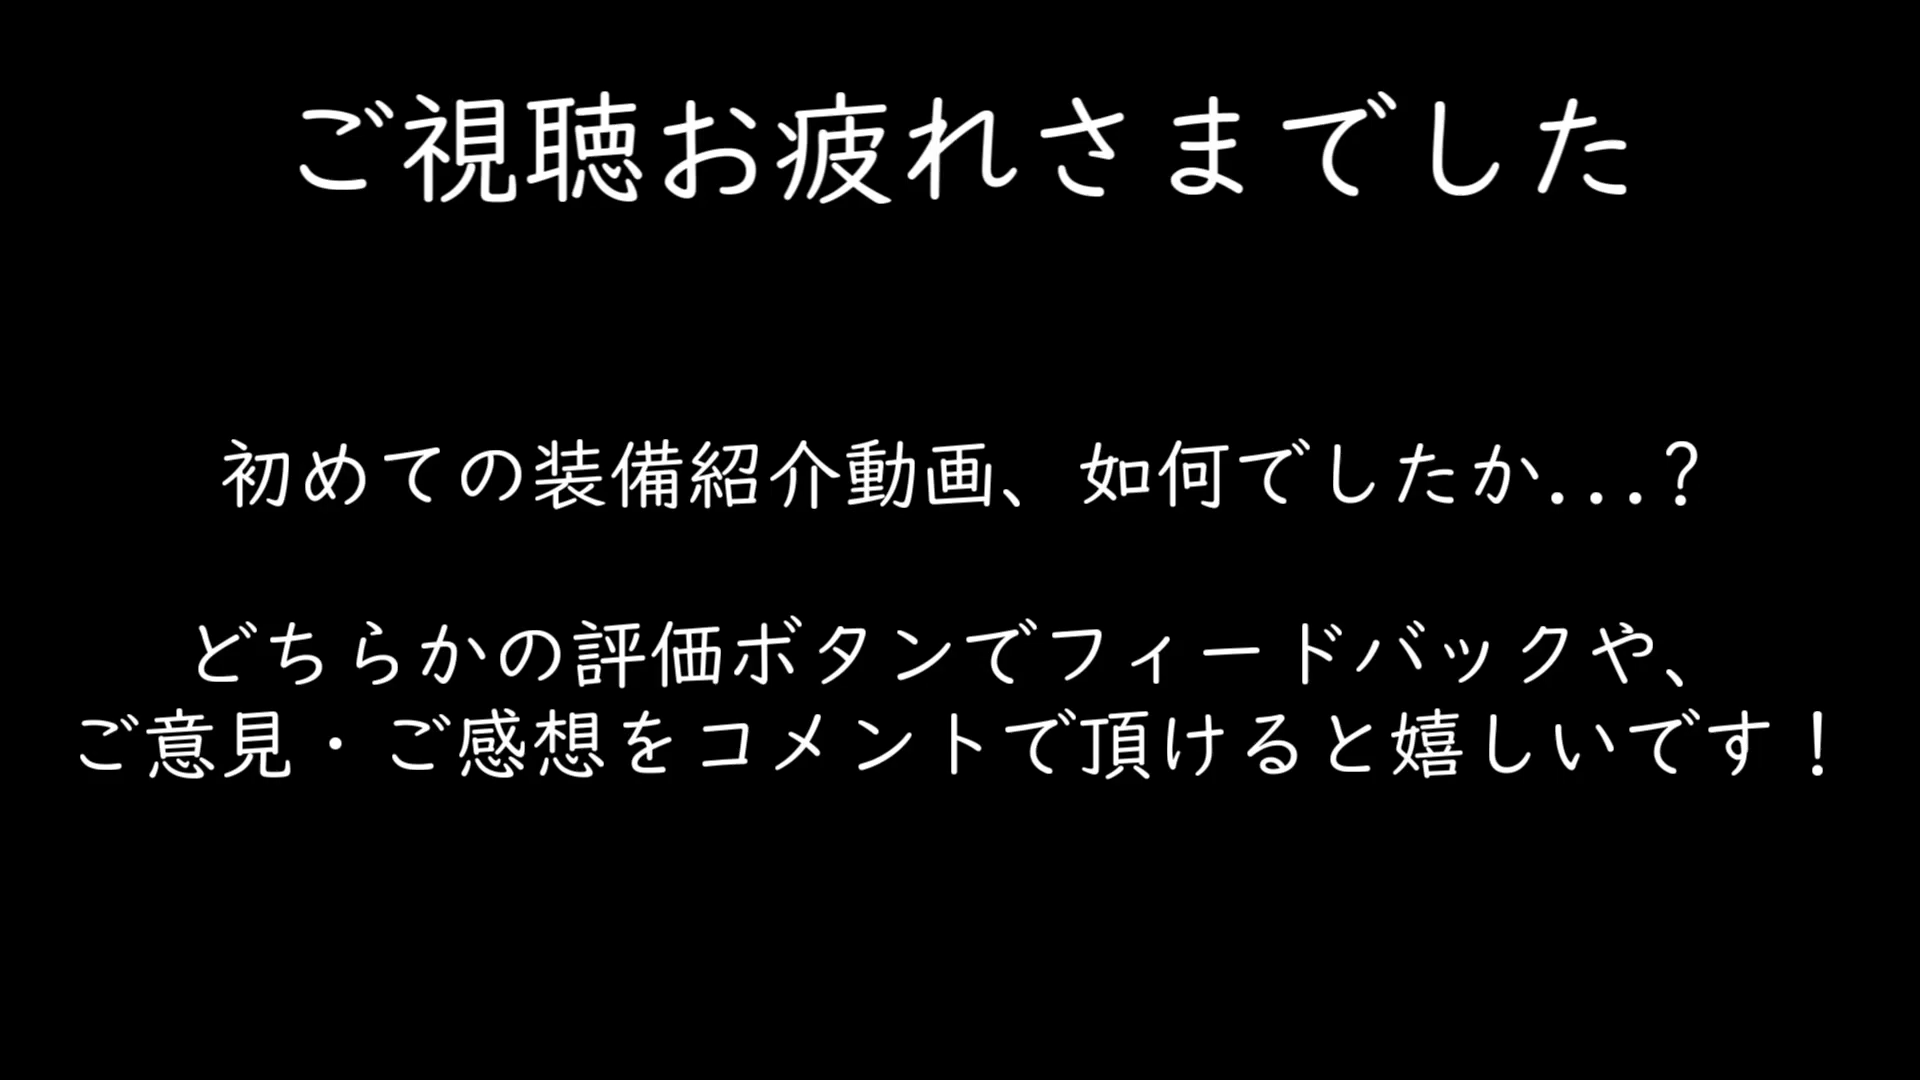 ご視聴お疲れさまでした
初めての装備紹介動画、如何でしたか...？
どちらかの評価ボタンでフィードバックや、
ご意見・ご感想をコメントで頂けると嬉しいです！